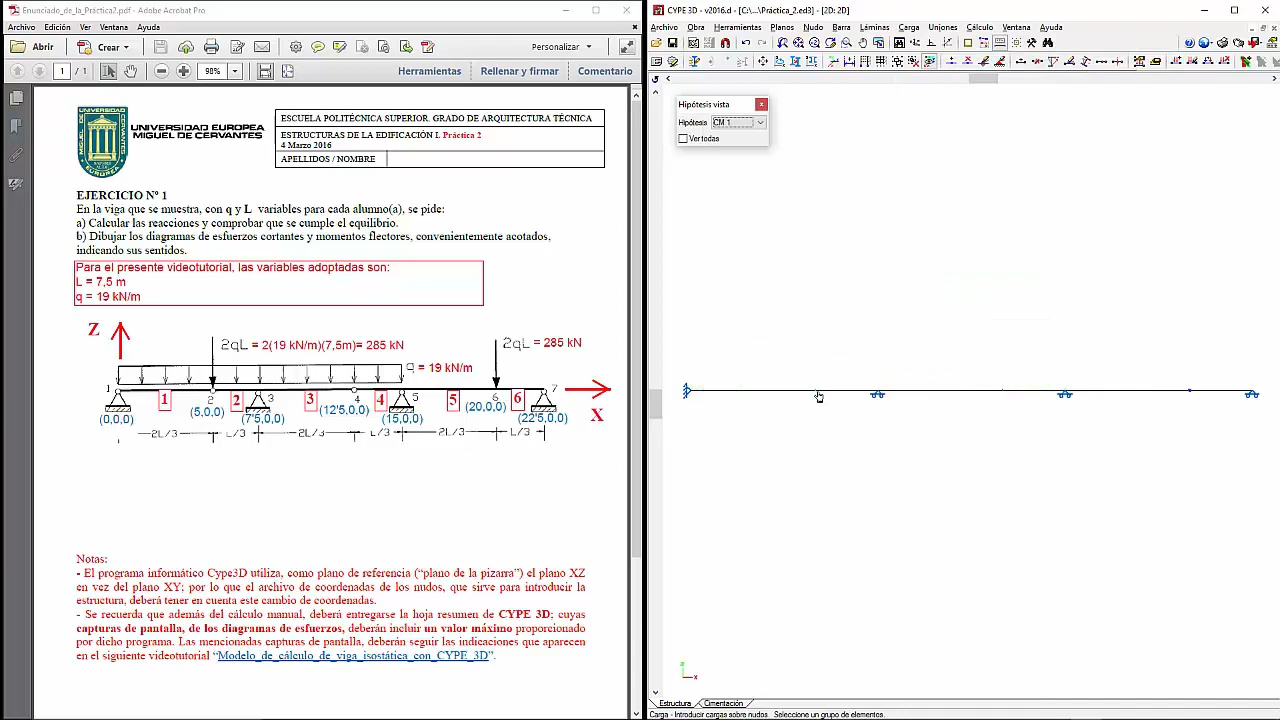 Enunciado_de_la_Práctica2.pdf - Adobe Acrobat Pro
Archivo Edición Ver Ventana Ayuda
Abrir Crear Personalizar
1 / 1 98% Herramientas Rellenar y firmar Comentario
UNIVERSIDAD EUROPEA
MIGUEL DE CERVANTES
ESCUELA POLITÉCNICA SUPERIOR. GRADO DE ARQUITECTURA TÉCNICA
ESTRUCTURAS DE LA EDIFICACIÓN I. Práctica 2
4 Marzo 2016
APELLIDOS / NOMBRE
EJERCICIO Nº 1
En la viga que se muestra, con q y L variables para cada alumno(a), se pide:
a) Calcular las reacciones y comprobar que se cumple el equilibrio.
b) Dibujar los diagramas de esfuerzos cortantes y momentos flectores, convenientemente acotados,
indicando sus sentidos.
Para el presente videotutorial, las variables adoptadas son:
L = 7,5 m
q = 19 kN/m
Z
2qL = 2(19 kN/m)(7,5m)= 285 kN
2qL = 285 kN
q = 19 kN/m
1 2 3 4 5 6 7
1 2 3 4 5 6
X
(0,0,0) (5,0,0) (7'5,0,0) (12'5,0,0) (15,0,0) (20,0,0) (22'5,0,0)
2L/3 L/3 2L/3 L/3 2L/3 L/3
Notas:
- El programa informático Cype3D utiliza, como plano de referencia (“plano de la pizarra”) el plano XZ
en vez del plano XY; por lo que el archivo de coordenadas de los nudos, que sirve para introducir la
estructura, deberá tener en cuenta este cambio de coordenadas.
- Se recuerda que además del cálculo manual, deberá entregarse la hoja resumen de CYPE 3D; cuyas
capturas de pantalla, de los diagramas de esfuerzos, deberán incluir un valor máximo proporcionado
por dicho programa. Las mencionadas capturas de pantalla, deberán seguir las indicaciones que aparecen
en el siguiente videotutorial “Modelo_de_cálculo_de_viga_isostática_con_CYPE_3D”.
CYPE 3D - v2016.d - [C:\...\Práctica_2.ed3] - [2D: 20]
Archivo Obra Herramientas Planos Nudo Barra Láminas Carga Uniones Cálculo Ventana Ayuda
Hipótesis vista
Hipótesis CM 1
Ver todas
z
x
Estructura Cimentación
Carga - Introducir cargas sobre nudos. Seleccione un grupo de elementos.